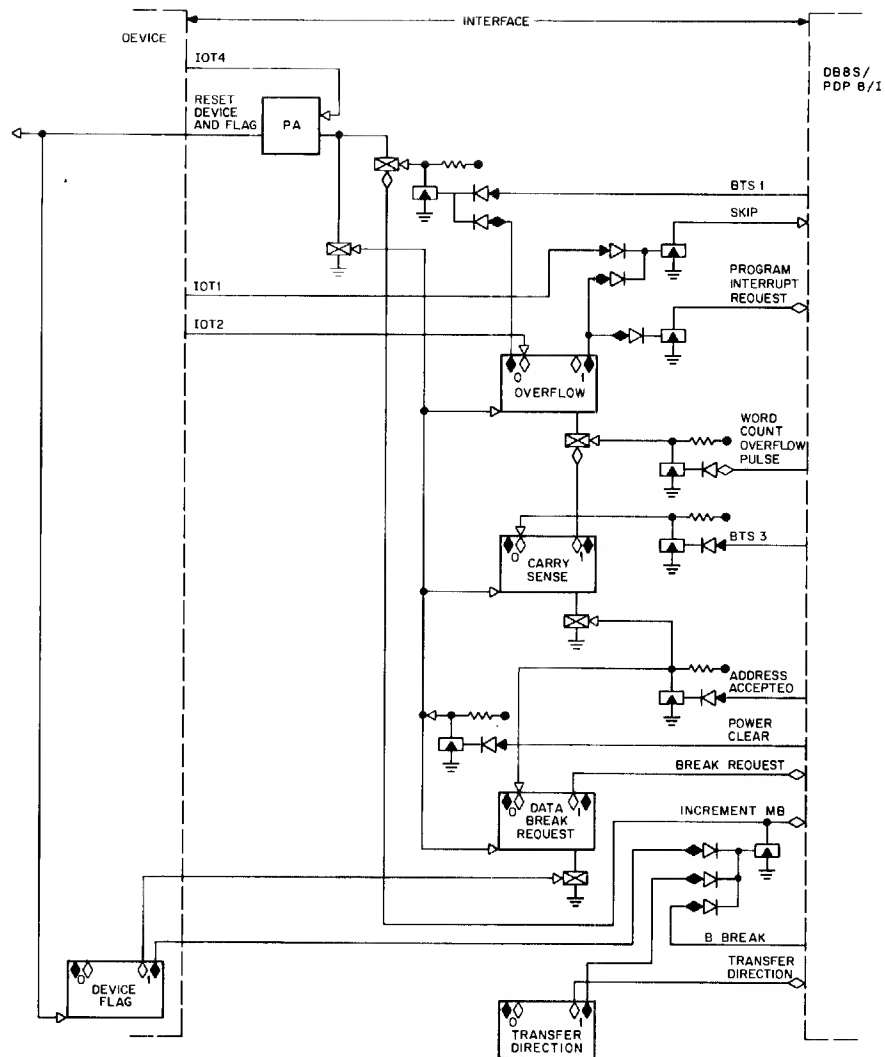 INTERFACE
DEVICE
DB8S/
PDP 8/I
IOT4
RESET
DEVICE
AND FLAG
PA
BTS 1
SKIP
PROGRAM
INTERRUPT
REQUEST
IOT1
IOT2
0
1
OVERFLOW
WORD
COUNT
OVERFLOW
PULSE
BTS 3
0
1
CARRY
SENSE
ADDRESS
ACCEPTED
POWER
CLEAR
BREAK REQUEST
0
1
DATA
BREAK
REQUEST
INCREMENT MB
B BREAK
TRANSFER
DIRECTION
0
1
DEVICE
FLAG
0
1
TRANSFER
DIRECTION